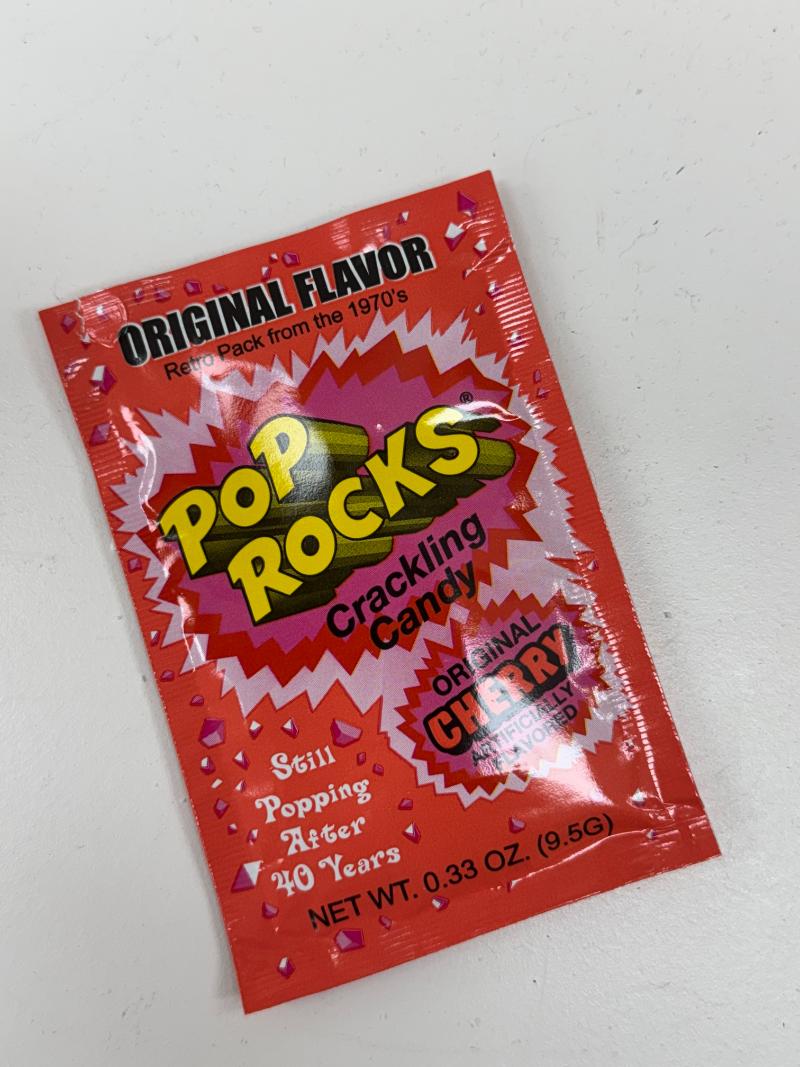 ORIGINAL FLAVOR
Retro Pack from the 1970's
POP
ROCKS®
Crackling
Candy
ORIGINAL
CHERRY
ARTIFICIALLY
FLAVORED
Still
Popping
After
40 Years
NET WT. 0.33 OZ. (9.5G)